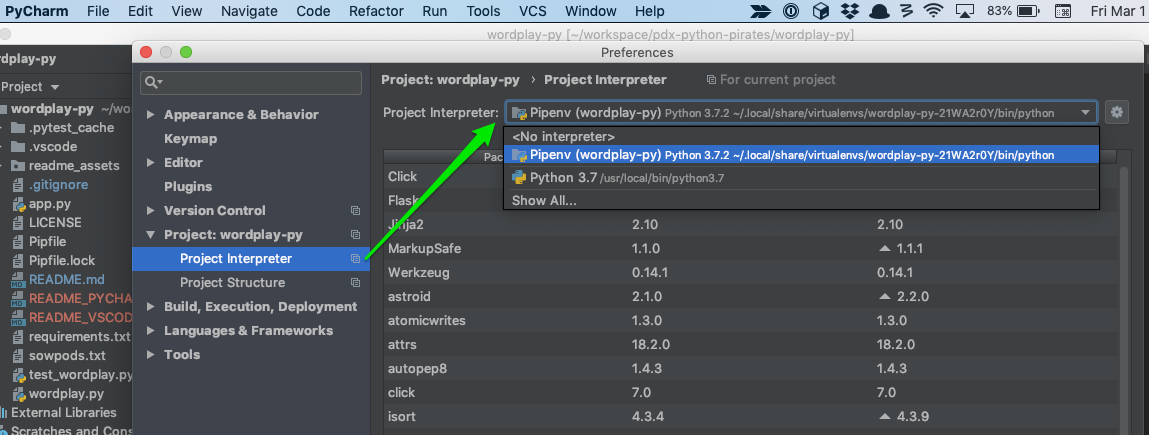 PyCharm File Edit View Navigate Code Refactor Run Tools VCS Window Help 83% Fri Mar 1
wordplay-py [~/workspace/pdx-python-pirates/wordplay-py]
rdplay-py
Preferences
Project
wordplay-py ~/wo
.pytest_cache
.vscode
readme_assets
.gitignore
app.py
LICENSE
Pipfile
Pipfile.lock
README.md
README_PYCHA
README_VSCOD
requirements.txt
sowpods.txt
test_wordplay.py
wordplay.py
External Libraries
Scratches and Cons
Appearance & Behavior
Keymap
Editor
Plugins
Version Control
Project: wordplay-py
Project Interpreter
Project Structure
Build, Execution, Deployment
Languages & Frameworks
Tools
Project: wordplay-py › Project Interpreter For current project
Project Interpreter: Pipenv (wordplay-py) Python 3.7.2 ~/.local/share/virtualenvs/wordplay-py-21WA2r0Y/bin/python
<No interpreter>
Pipenv (wordplay-py) Python 3.7.2 ~/.local/share/virtualenvs/wordplay-py-21WA2r0Y/bin/python
Python 3.7 /usr/local/bin/python3.7
Show All...
Pac
Click
Flask
Jinja2 2.10 2.10
MarkupSafe 1.1.0 1.1.1
Werkzeug 0.14.1 0.14.1
astroid 2.1.0 2.2.0
atomicwrites 1.3.0 1.3.0
attrs 18.2.0 18.2.0
autopep8 1.4.3 1.4.3
click 7.0 7.0
isort 4.3.4 4.3.9